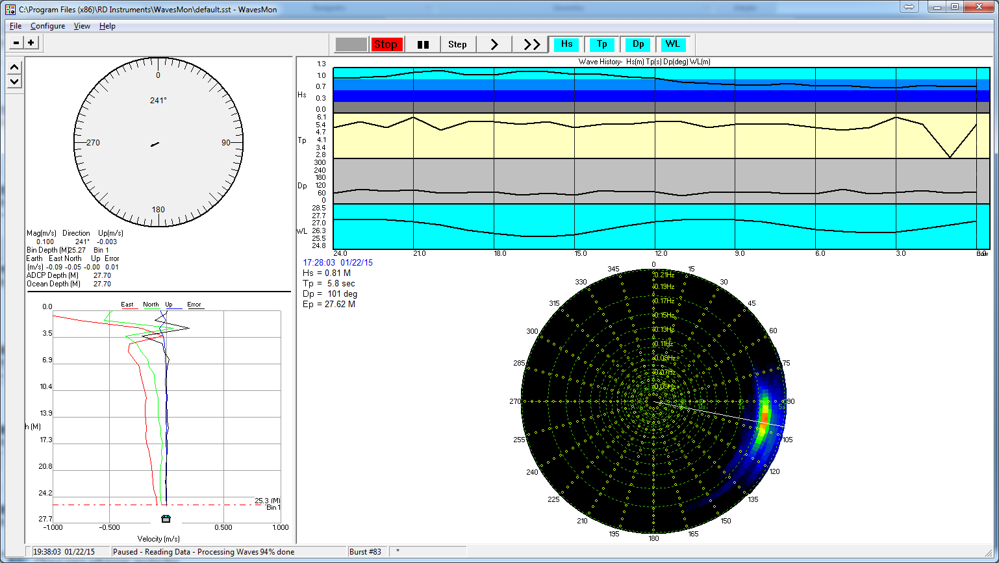 C:\Program Files (x86)\RD Instruments\WavesMon\default.sst - WavesMon
File Configure View Help
Stop Step Hs Tp Dp WL
0
241°
270
90
180
Mag(m/s) Direction Up(m/s)
0.100 241° -0.003
Bin Depth (M) 25.27 Bin 1
Earth East North Up Error
(m/s) -0.09 -0.05 -0.00 0.01
ADCP Depth (M) 27.70
Ocean Depth (M) 27.70
East North Up Error
0.0
3.5
6.9
10.4
13.9
h (M)
17.3
20.8
24.2
25.3 (M)
Bin 1
27.7
-1.000 -0.500 0.500 1.000
Velocity (m/s)
Wave History- Hs(m) Tp(s) Dp(deg) WL(m)
1.3
1.0
0.7
Hs
0.3
0.0
6.1
5.4
4.7
Tp
4.1
3.4
2.8
300
240
180
Dp
120
60
0
28.5
27.7
27.0
WL
26.3
25.5
24.8
24.0 21.0 18.0 15.0 12.0 9.0 6.0 3.0
17:28:03 01/22/15
Hs = 0.81 M
Tp = 5.8 sec
Dp = 101 deg
Ep = 27.62 M
0
15
30
45
60
75
90
105
120
135
150
165
180
195
210
225
240
255
270
285
300
315
330
345
0.21Hz
0.19Hz
0.17Hz
0.15Hz
0.13Hz
0.11Hz
0.09Hz
0.07Hz
0.05Hz
19:38:03 01/22/15 Paused - Reading Data - Processing Waves 94% done Burst #83 *